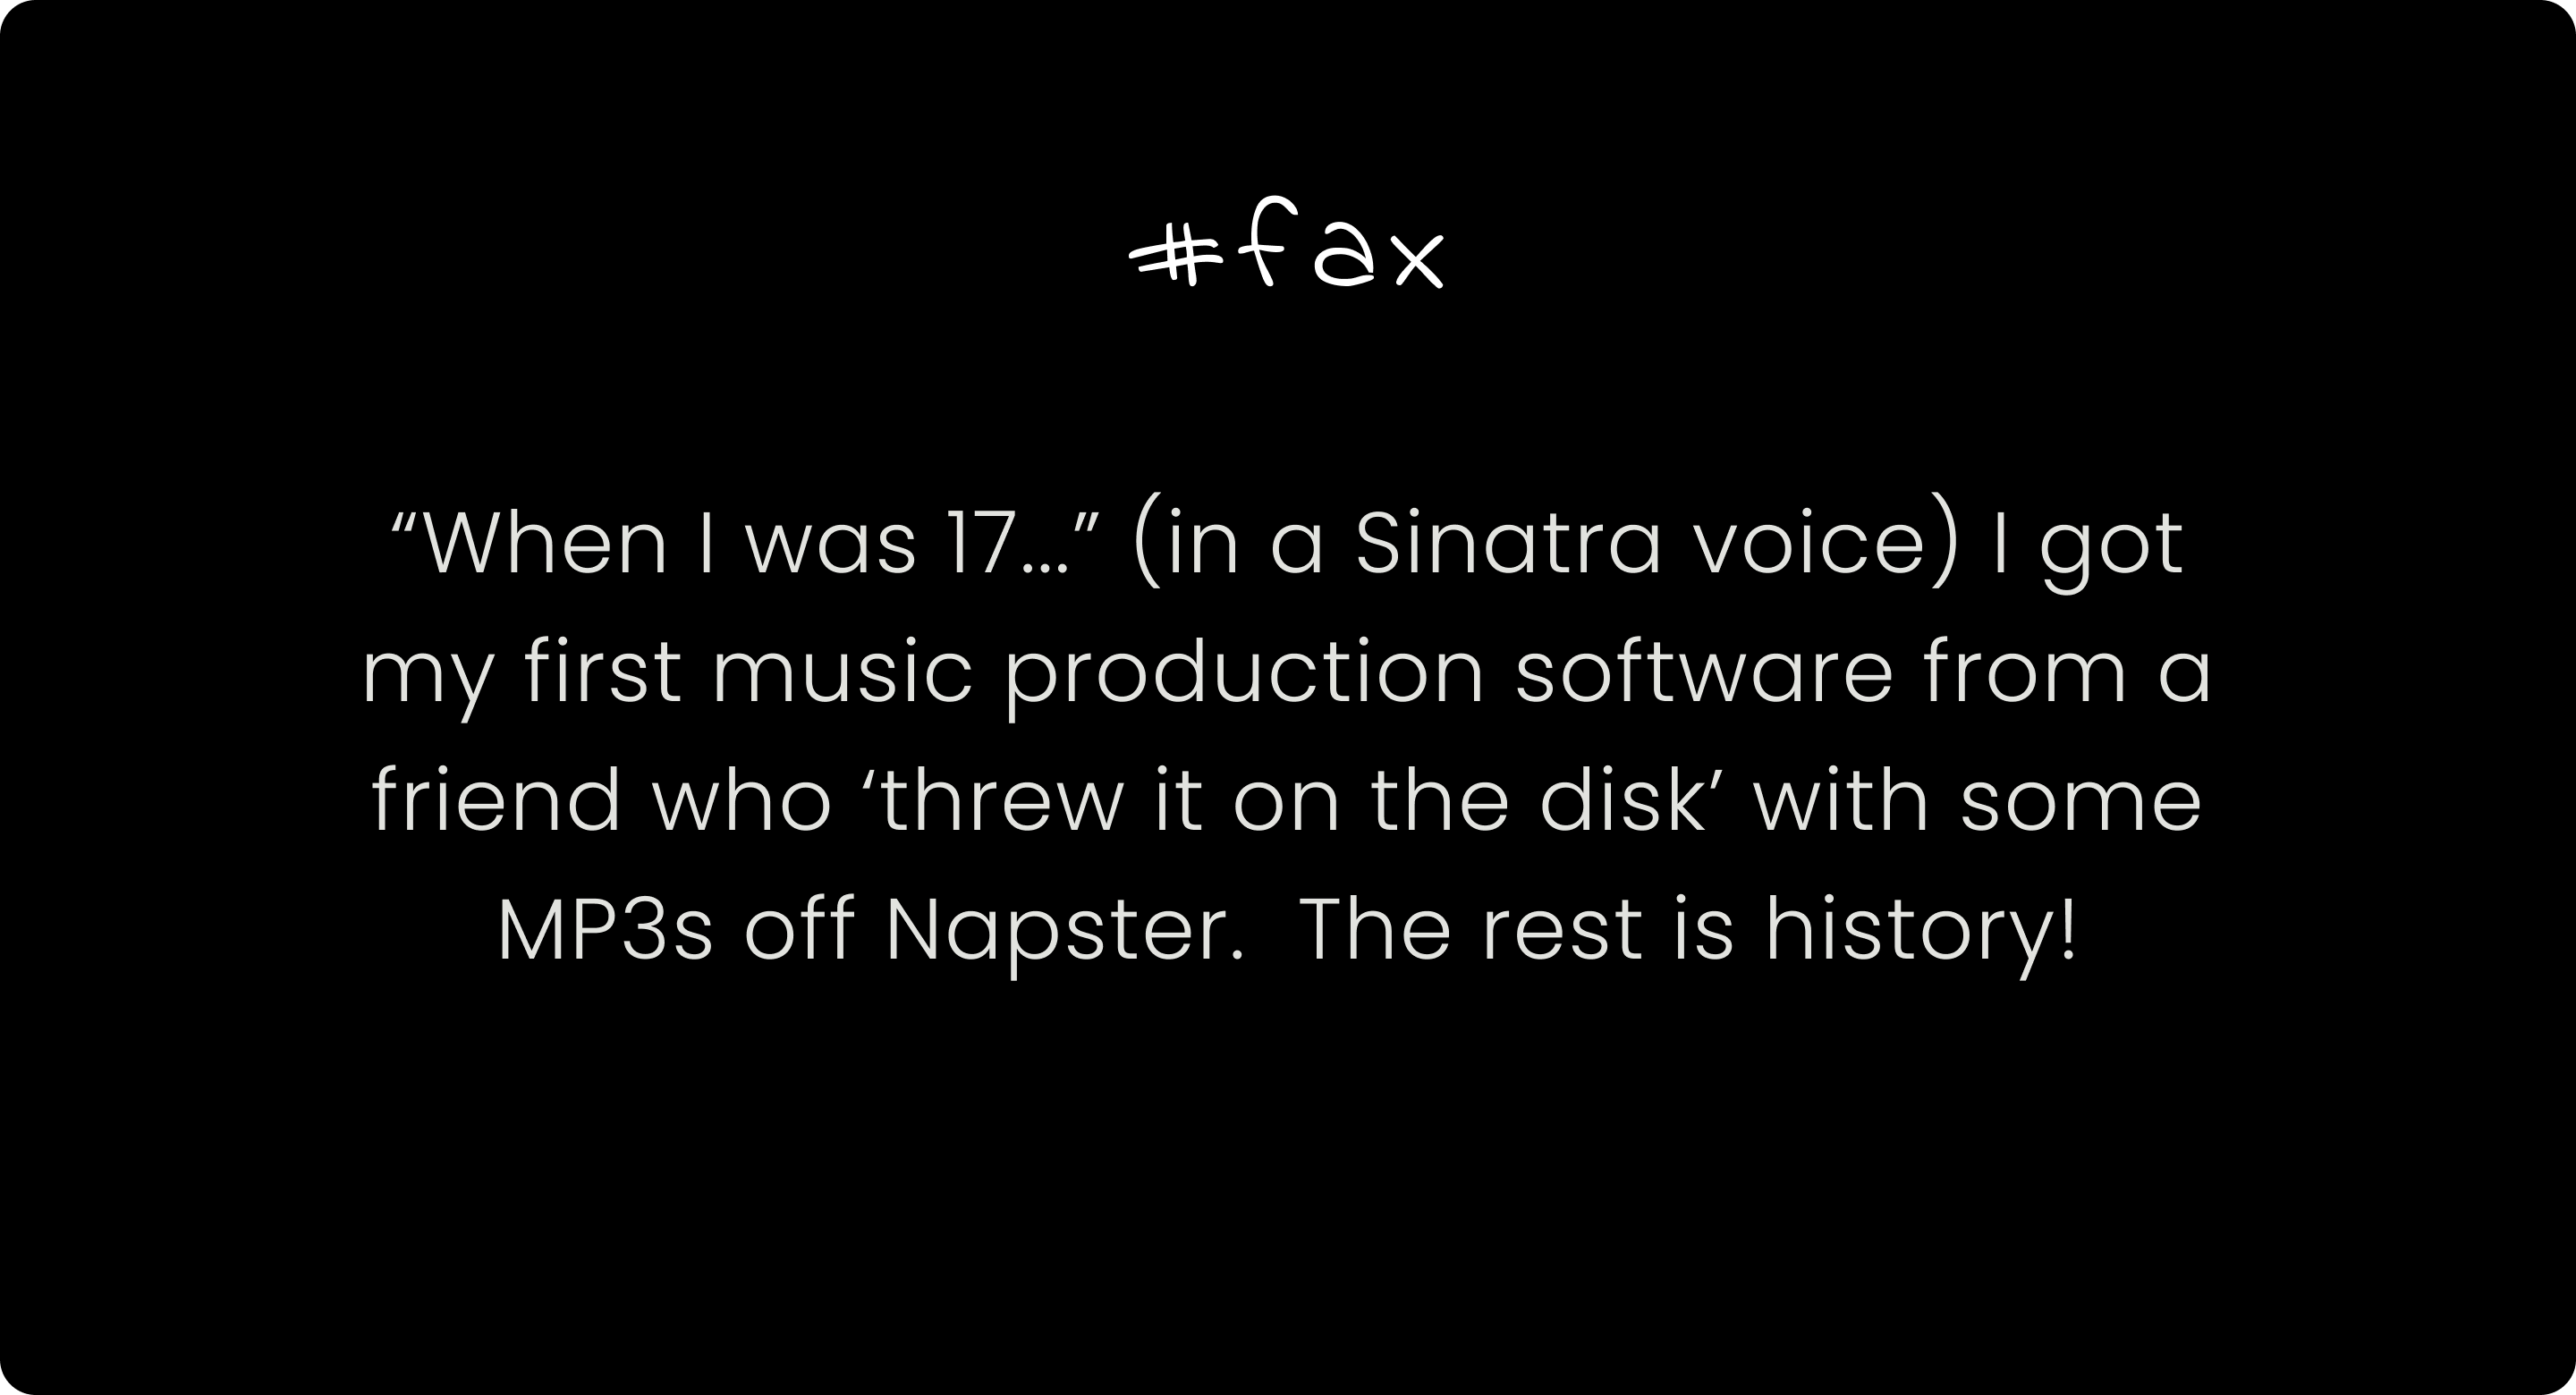 #fax
“When I was 17...” (in a Sinatra voice) I got
my first music production software from a
friend who ‘threw it on the disk’ with some
MP3s off Napster.  The rest is history!